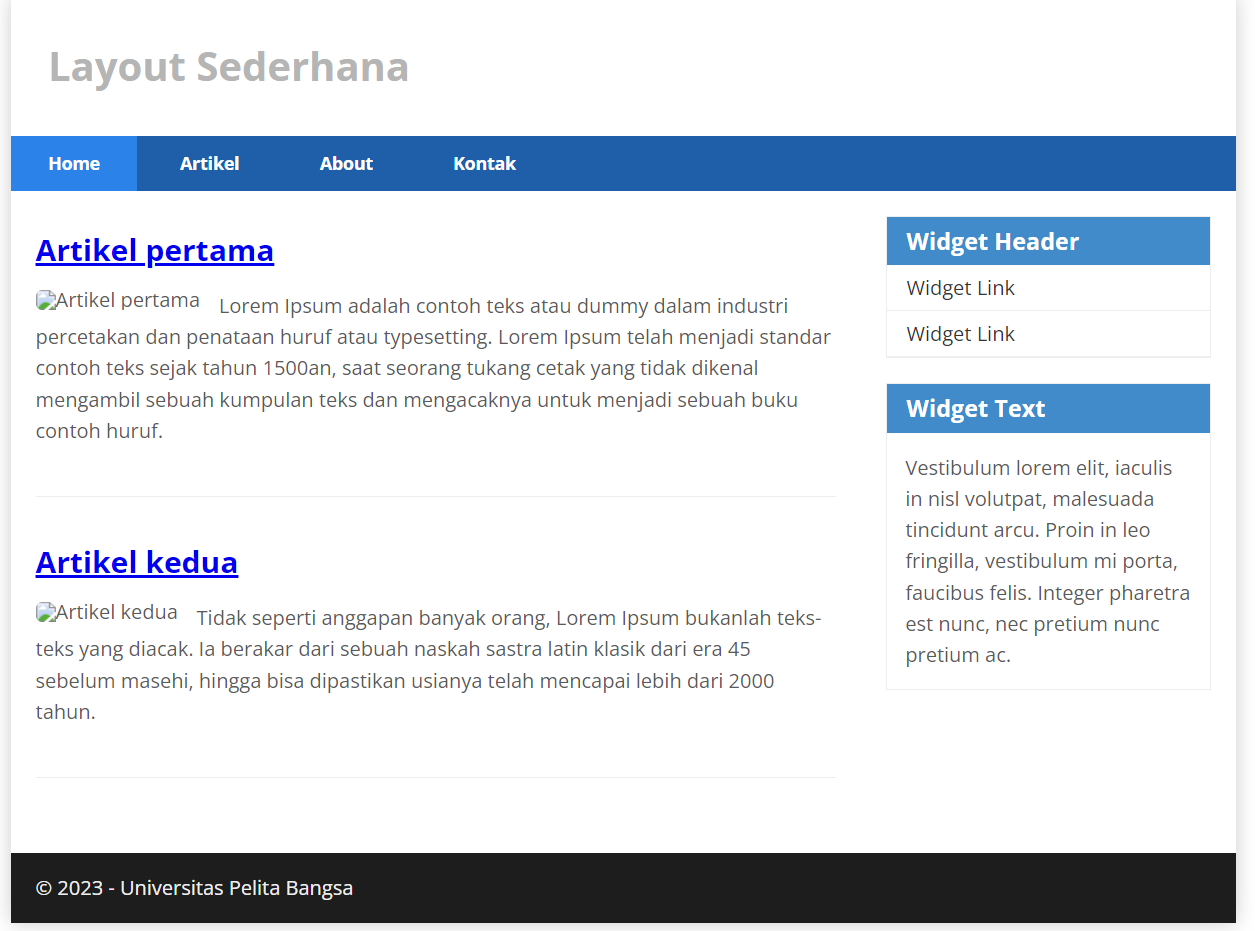 Layout Sederhana
Home Artikel About Kontak
Artikel pertama
Artikel pertama Lorem Ipsum adalah contoh teks atau dummy dalam industri
percetakan dan penataan huruf atau typesetting. Lorem Ipsum telah menjadi standar
contoh teks sejak tahun 1500an, saat seorang tukang cetak yang tidak dikenal
mengambil sebuah kumpulan teks dan mengacaknya untuk menjadi sebuah buku
contoh huruf.
Artikel kedua
Artikel kedua Tidak seperti anggapan banyak orang, Lorem Ipsum bukanlah teks-
teks yang diacak. Ia berakar dari sebuah naskah sastra latin klasik dari era 45
sebelum masehi, hingga bisa dipastikan usianya telah mencapai lebih dari 2000
tahun.
Widget Header
Widget Link
Widget Link
Widget Text
Vestibulum lorem elit, iaculis
in nisl volutpat, malesuada
tincidunt arcu. Proin in leo
fringilla, vestibulum mi porta,
faucibus felis. Integer pharetra
est nunc, nec pretium nunc
pretium ac.
© 2023 - Universitas Pelita Bangsa